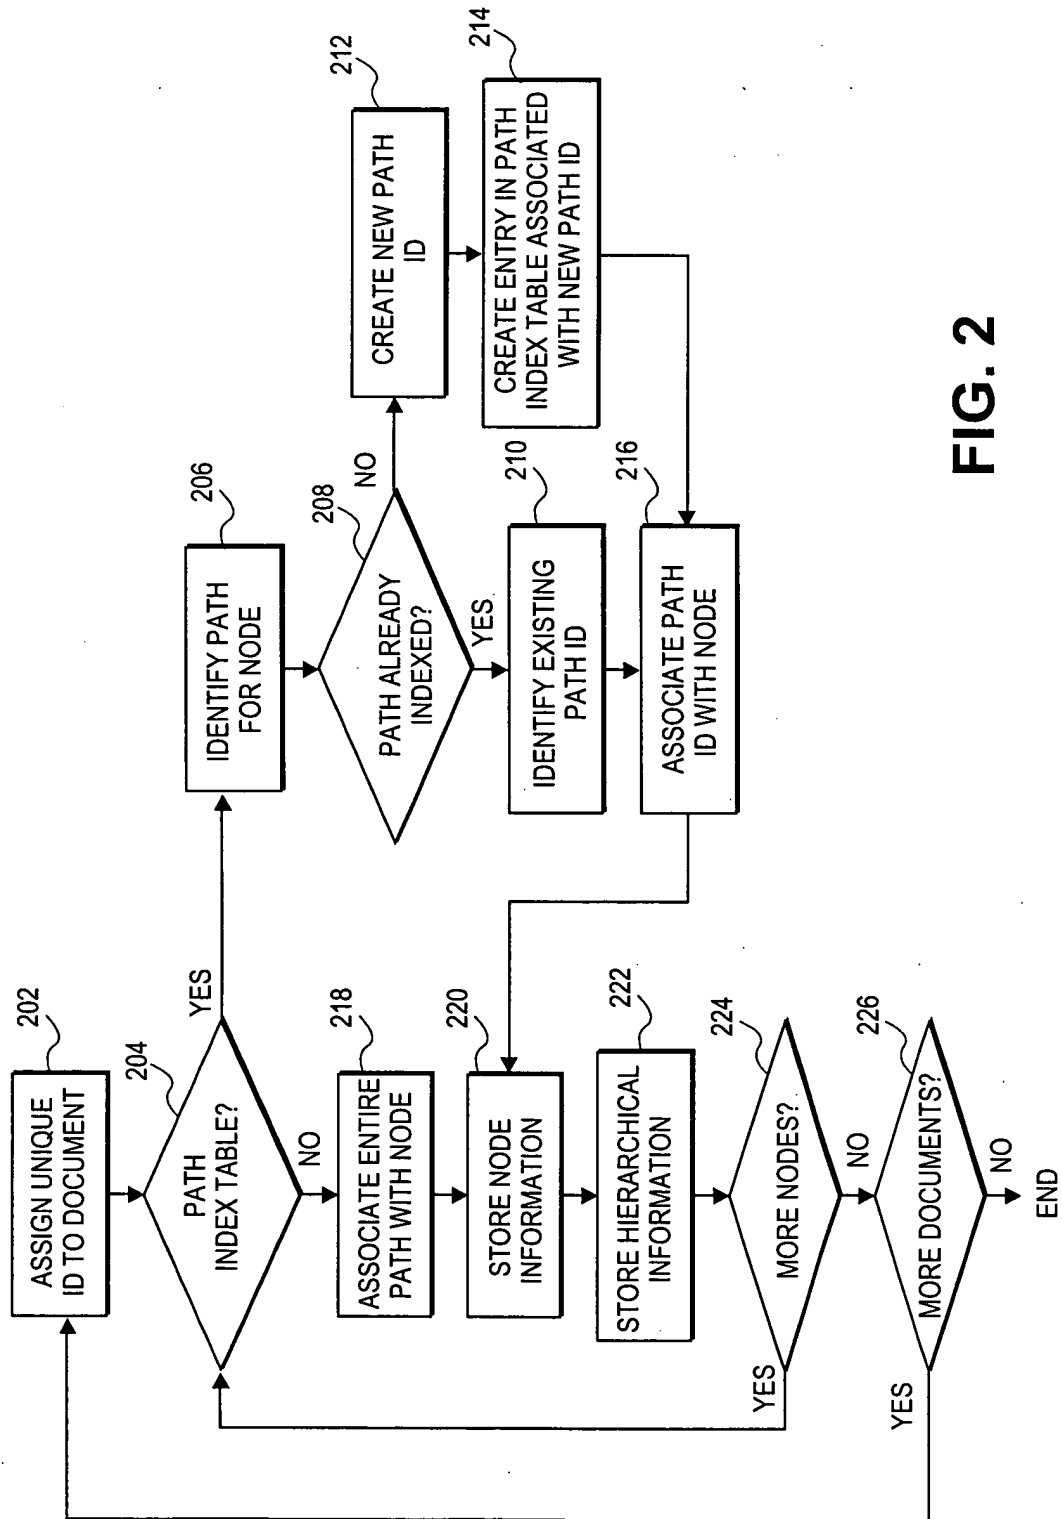 202
ASSIGN UNIQUE
ID TO DOCUMENT
204
PATH
INDEX TABLE?
YES
NO
206
IDENTIFY PATH
FOR NODE
208
PATH ALREADY
INDEXED?
NO
YES
212
CREATE NEW PATH
ID
214
CREATE ENTRY IN PATH
INDEX TABLE ASSOCIATED
WITH NEW PATH ID
210
IDENTIFY EXISTING
PATH ID
216
ASSOCIATE PATH
ID WITH NODE
218
ASSOCIATE ENTIRE
PATH WITH NODE
220
STORE NODE
INFORMATION
222
STORE HIERARCHICAL
INFORMATION
224
MORE NODES?
YES
NO
226
MORE DOCUMENTS?
YES
NO
END
FIG. 2